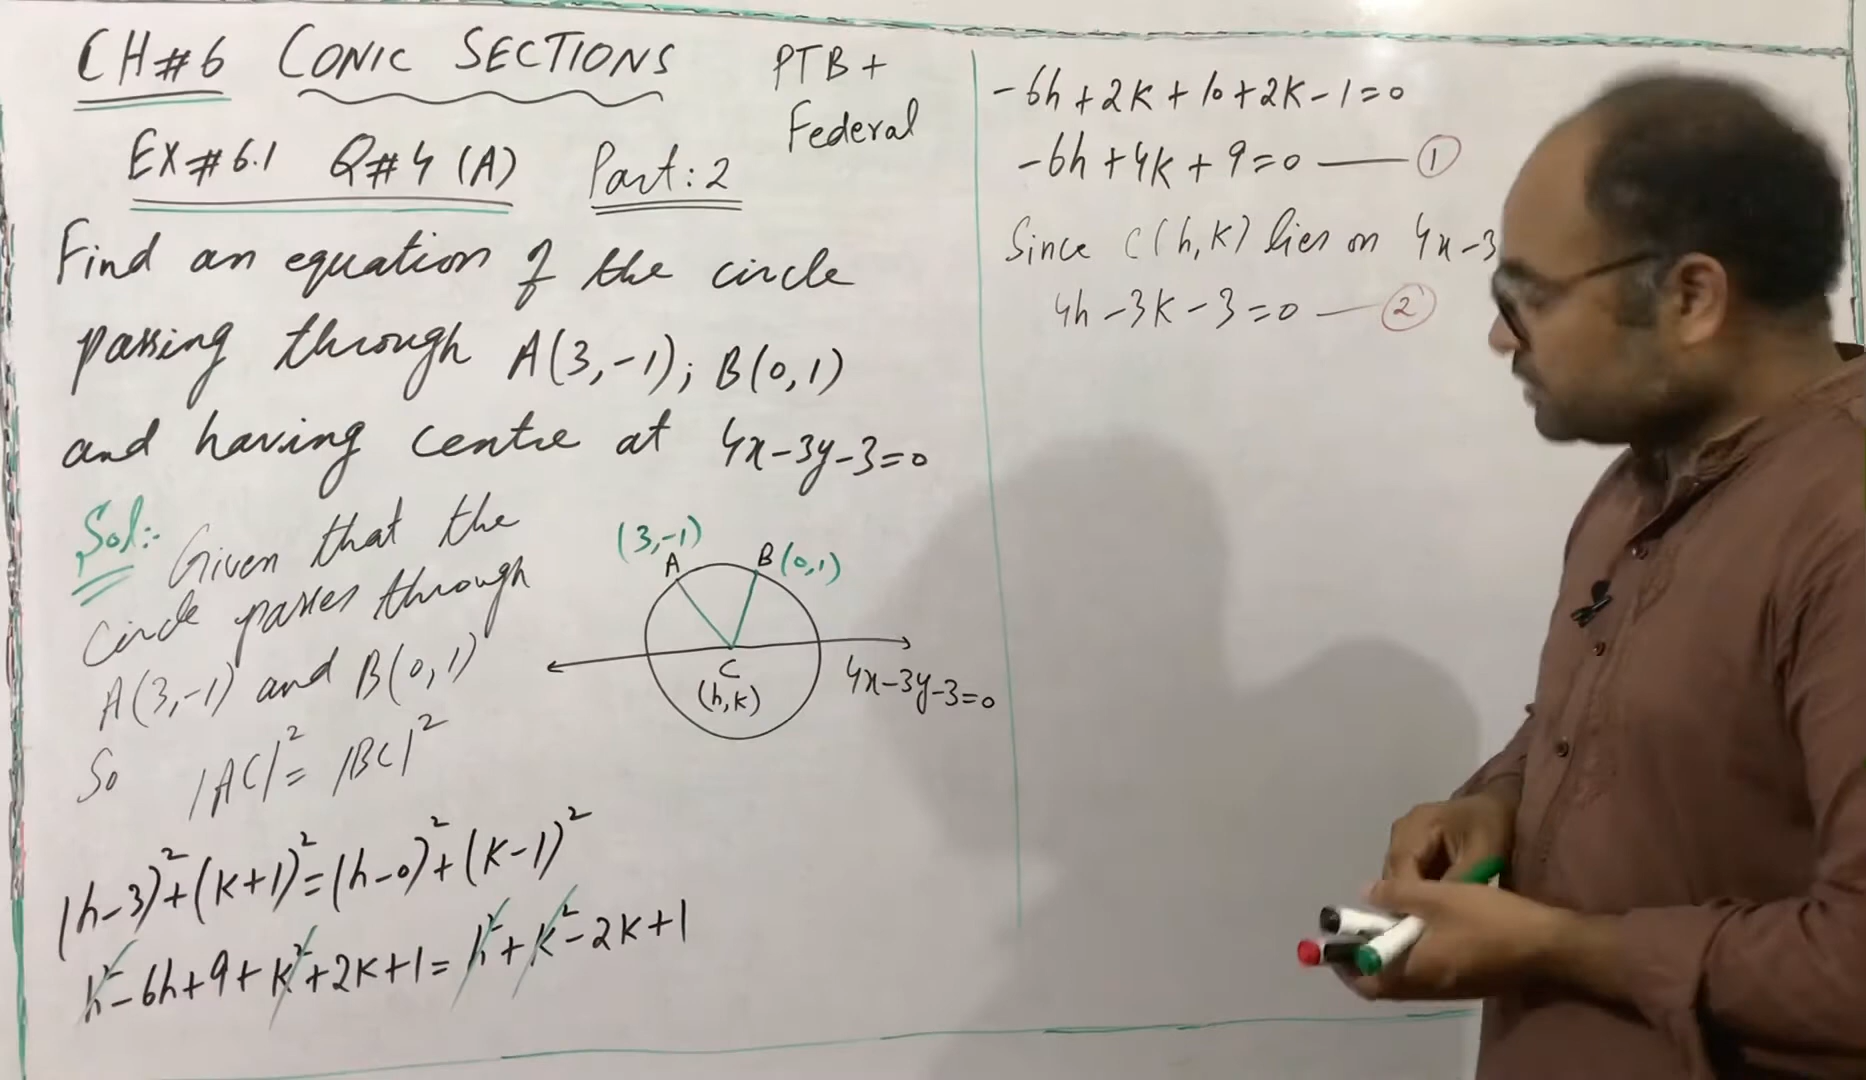 CH#6 CONIC SECTIONS
PTB +
Federal
EX#6.1 Q#4 (A) Part:2
Find an equation of the circle
passing through A(3,-1); B(0,1)
and having centre at 4x-3y-3=0
Sol:- Given that the
circle passes through
A(3,-1) and B(0,1)
So |AC|²=|BC|²
(h-3)²+(k+1)²=(h-0)²+(k-1)²
h²-6h+9+k²+2k+1=h²+k²-2k+1
(3,-1)
A
B(0,1)
C
(h,k)
4x-3y-3=0
-6h+2k+10+2k-1=0
-6h+4k+9=0 — 1
Since C(h,k) lies on 4x-3
4h-3k-3=0 — 2